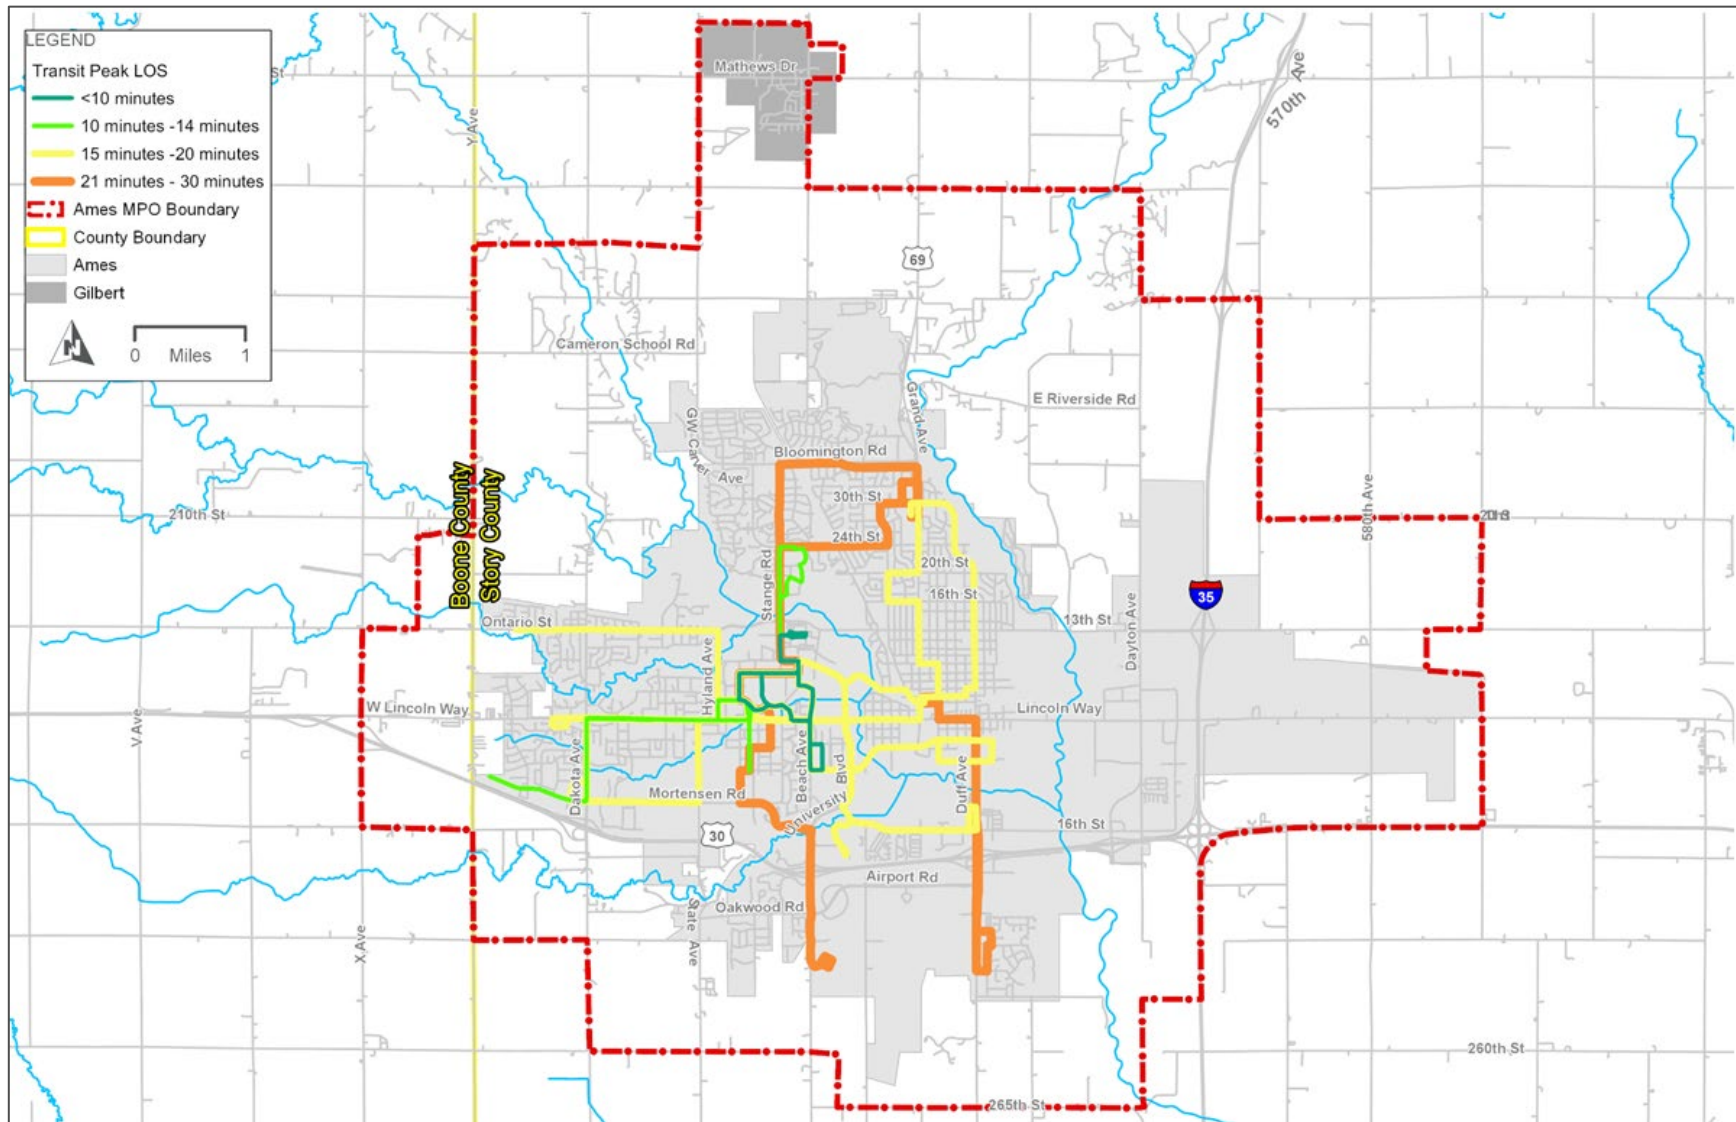 LEGEND
Transit Peak LOS
<10 minutes
10 minutes -14 minutes
15 minutes -20 minutes
21 minutes - 30 minutes
Ames MPO Boundary
County Boundary
Ames
Gilbert
N
0 Miles 1
St
Mathews Dr
Y Ave
570th Ave
69
Cameron School Rd
E Riverside Rd
Grand Ave
GW Carver Ave
Bloomington Rd
30th St
24th St
210th St
Boone County
Story County
580th Ave
20th St
16th St
Stange Rd
35
13th St
Dayton Ave
Ontario St
Hyland Ave
W Lincoln Way
Lincoln Way
V Ave
Dakota Ave
Beach Ave
University Blvd
Duff Ave
Mortensen Rd
30
16th St
Airport Rd
Oakwood Rd
State Ave
X Ave
260th St
265th St